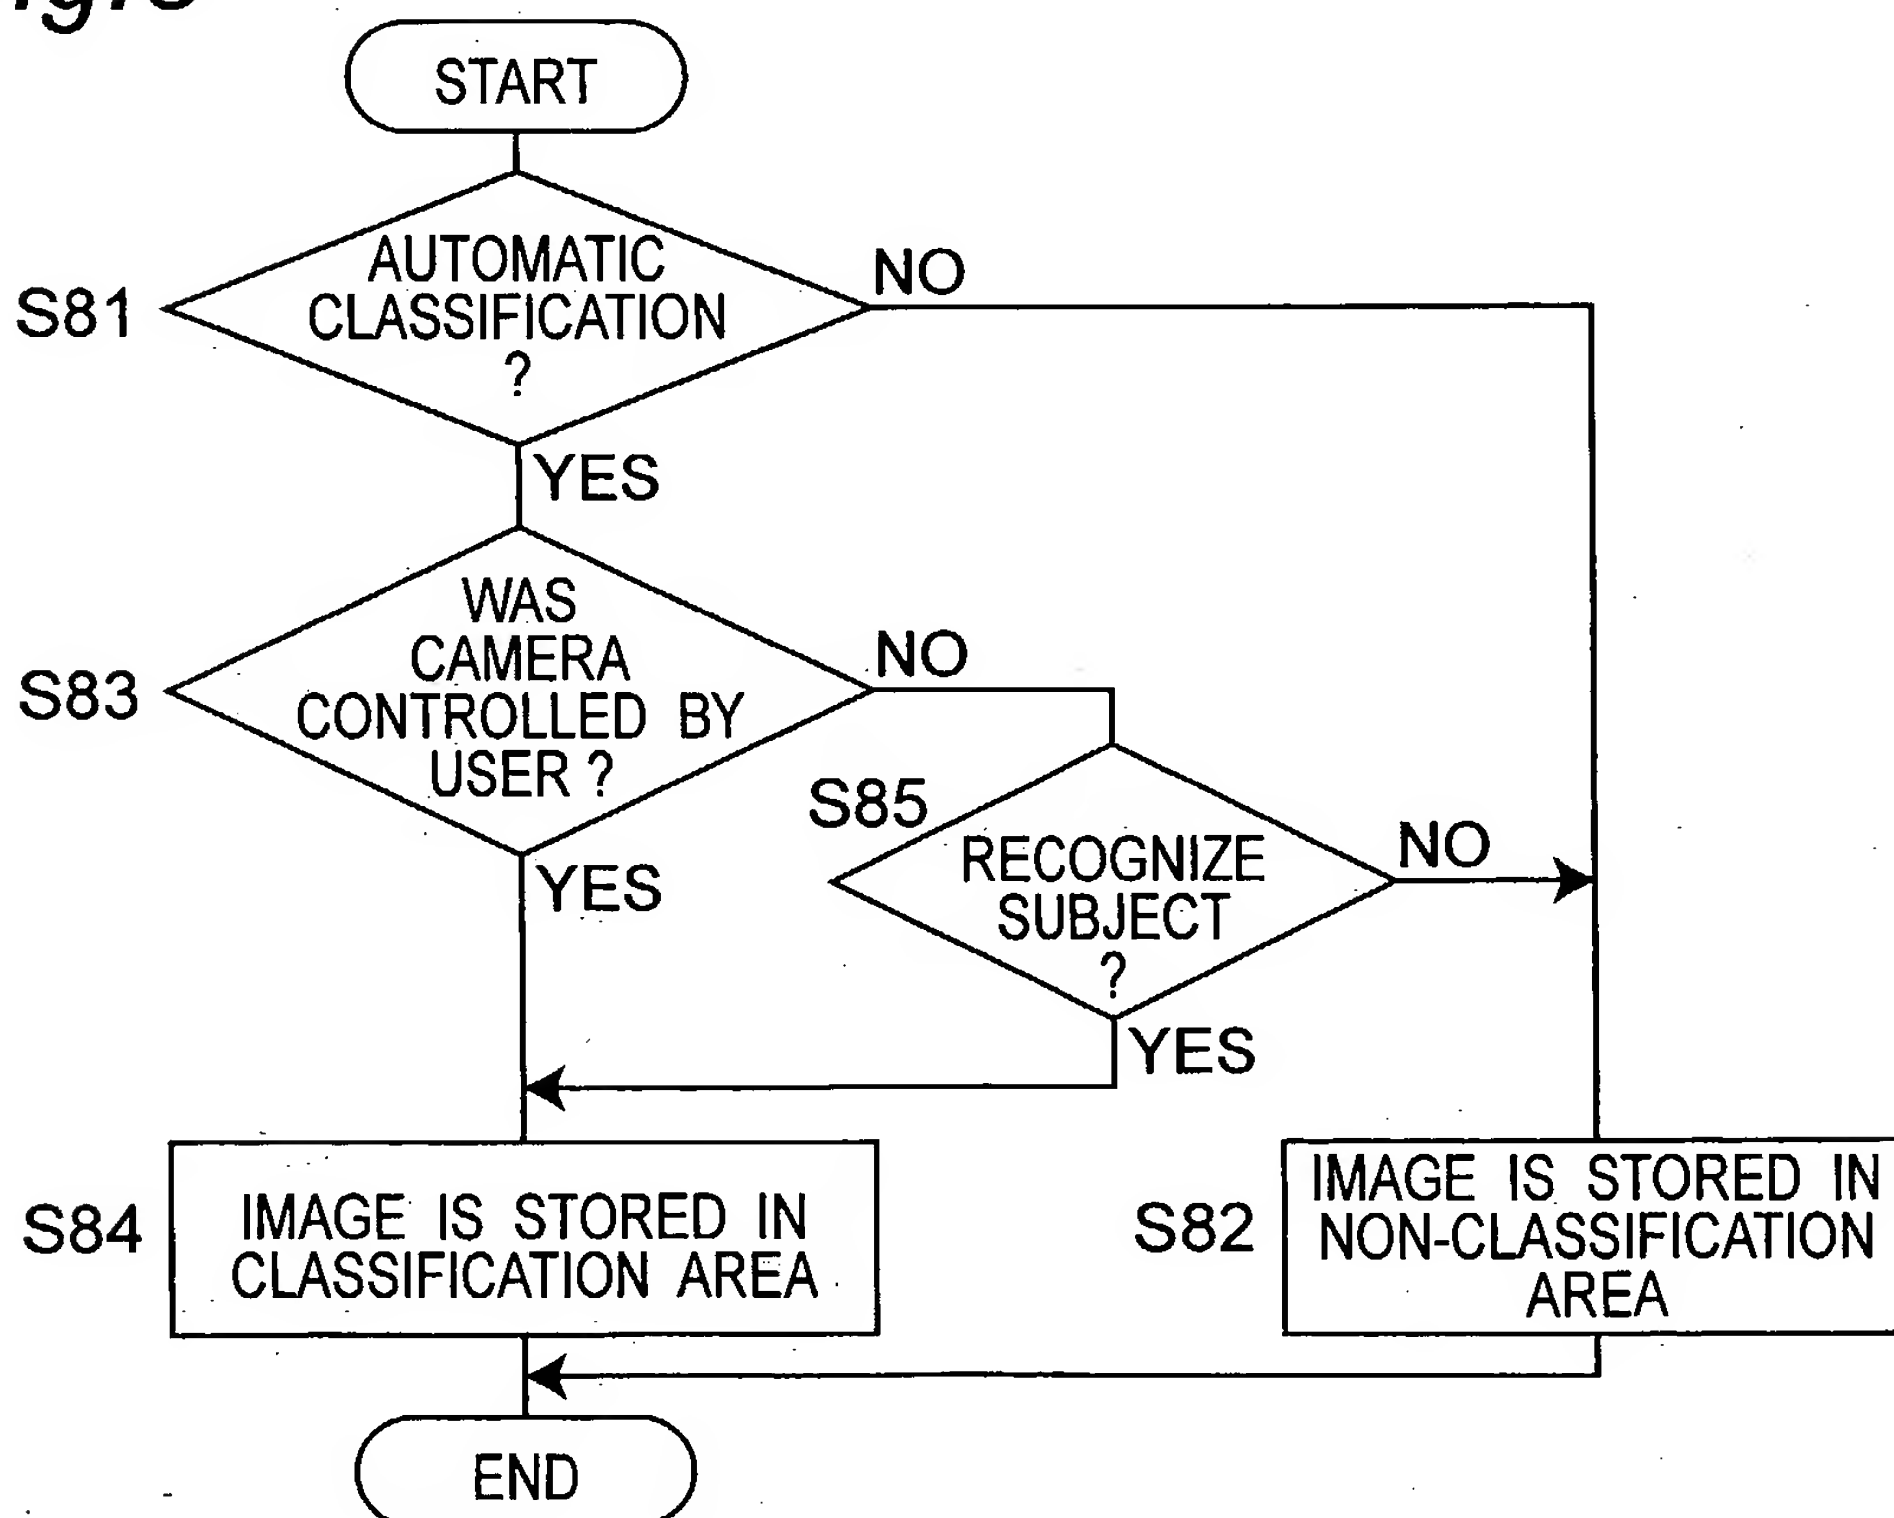 START
AUTOMATIC
CLASSIFICATION
?
S81
NO
YES
WAS
CAMERA
CONTROLLED BY
USER ?
S83
NO
YES
S85
RECOGNIZE
SUBJECT
?
NO
YES
S84
IMAGE IS STORED IN
CLASSIFICATION AREA
S82
IMAGE IS STORED IN
NON-CLASSIFICATION
AREA
END